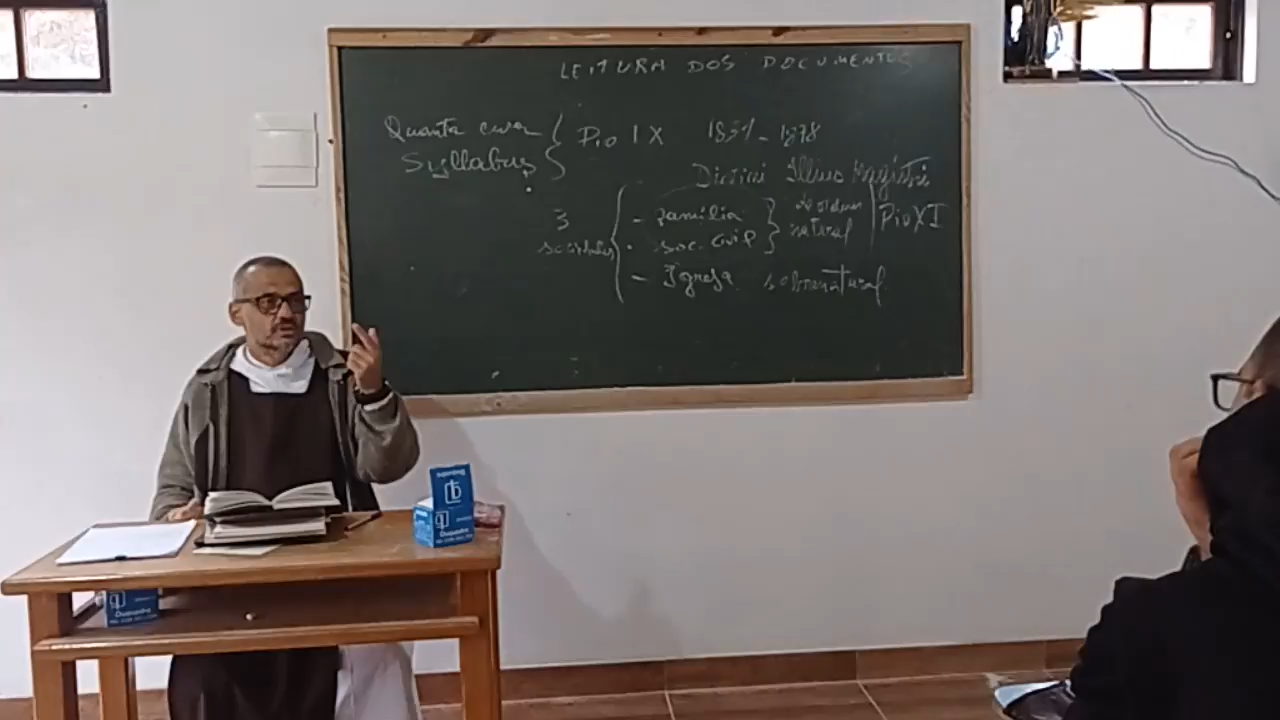 LEITURA DOS DOCUMENTOS
Quanta cura
Syllabus
{ Pio IX 1831 - 1878
Divini Illius Magistri
3 sociedades
- família
- soc. civil
} de ordem natural
Pio XI
- Igreja sobrenatural